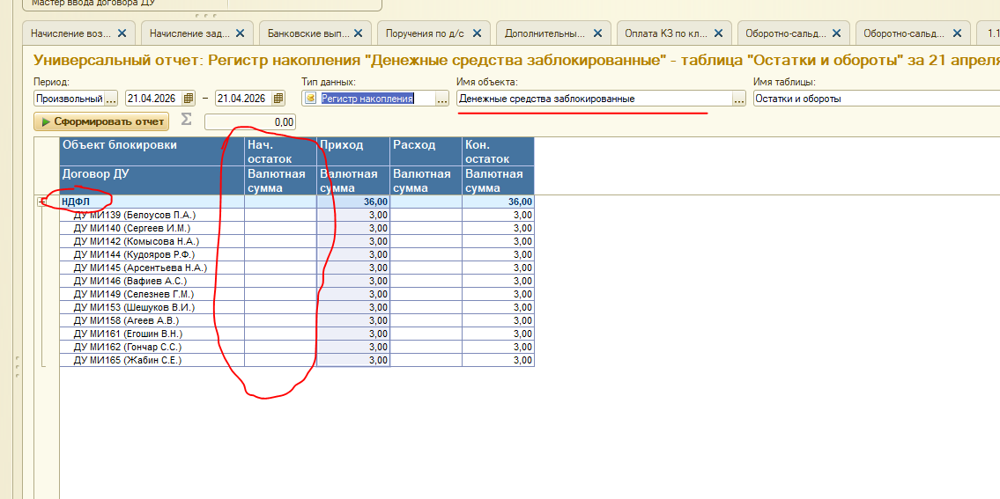 Мастер ввода договора ДУ
Начисление воз... Начисление зад... Банковские вып... Поручения по д/с Дополнительны... Оплата КЗ по кл... Оборотно-сальд... Оборотно-сальд... 1.1
Универсальный отчет: Регистр накопления "Денежные средства заблокированные" - таблица "Остатки и обороты" за 21 апреля
Период: Тип данных: Имя объекта: Имя таблицы:
Произвольный ... 21.04.2026 – 21.04.2026 Регистр накопления ... Денежные средства заблокированные ... Остатки и обороты
Сформировать отчет Σ 0,00
Объект блокировки Нач. остаток Приход Расход Кон. остаток
Договор ДУ Валютная сумма Валютная сумма Валютная сумма Валютная сумма
НДФЛ 36,00 36,00
ДУ МИ139 (Белоусов П.А.) 3,00 3,00
ДУ МИ140 (Сергеев И.М.) 3,00 3,00
ДУ МИ142 (Комысова Н.А.) 3,00 3,00
ДУ МИ144 (Кудояров Р.Ф.) 3,00 3,00
ДУ МИ145 (Арсентьева Н.А.) 3,00 3,00
ДУ МИ146 (Вафиев А.С.) 3,00 3,00
ДУ МИ149 (Селезнев Г.М.) 3,00 3,00
ДУ МИ153 (Шешуков В.И.) 3,00 3,00
ДУ МИ158 (Агеев А.В.) 3,00 3,00
ДУ МИ161 (Егошин В.Н.) 3,00 3,00
ДУ МИ162 (Гончар С.С.) 3,00 3,00
ДУ МИ165 (Жабин С.Е.) 3,00 3,00